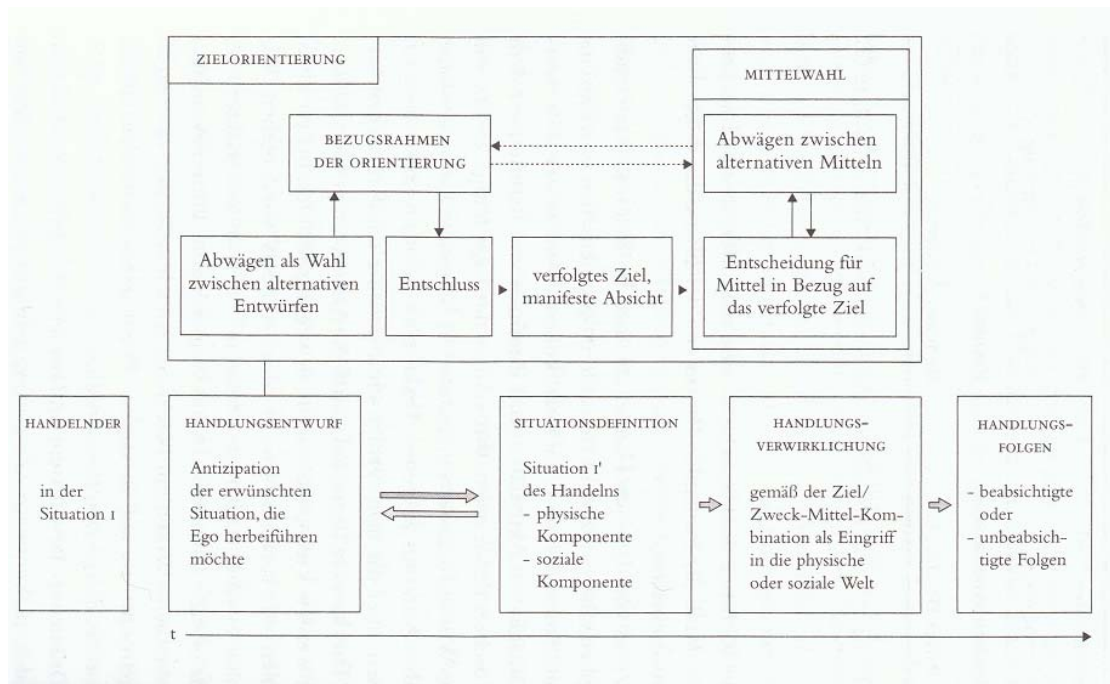 ZIELORIENTIERUNG
MITTELWAHL
BEZUGSRAHMEN
DER ORIENTIERUNG
Abwägen zwischen
alternativen Mitteln
Abwägen als Wahl
zwischen alternativen
Entwürfen
Entschluss
verfolgtes Ziel,
manifeste Absicht
Entscheidung für
Mittel in Bezug auf
das verfolgte Ziel
HANDELNDER
in der
Situation 1
HANDLUNGSENTWURF
Antizipation
der erwünschten
Situation, die
Ego herbeiführen
möchte
SITUATIONSDEFINITION
Situation 1'
des Handelns
- physische
Komponente
- soziale
Komponente
HANDLUNGS-
VERWIRKLICHUNG
gemäß der Ziel/
Zweck-Mittel-Kom-
bination als Eingriff
in die physische
oder soziale Welt
HANDLUNGS-
FOLGEN
- beabsichtigte
oder
- unbeabsich-
tigte Folgen
t